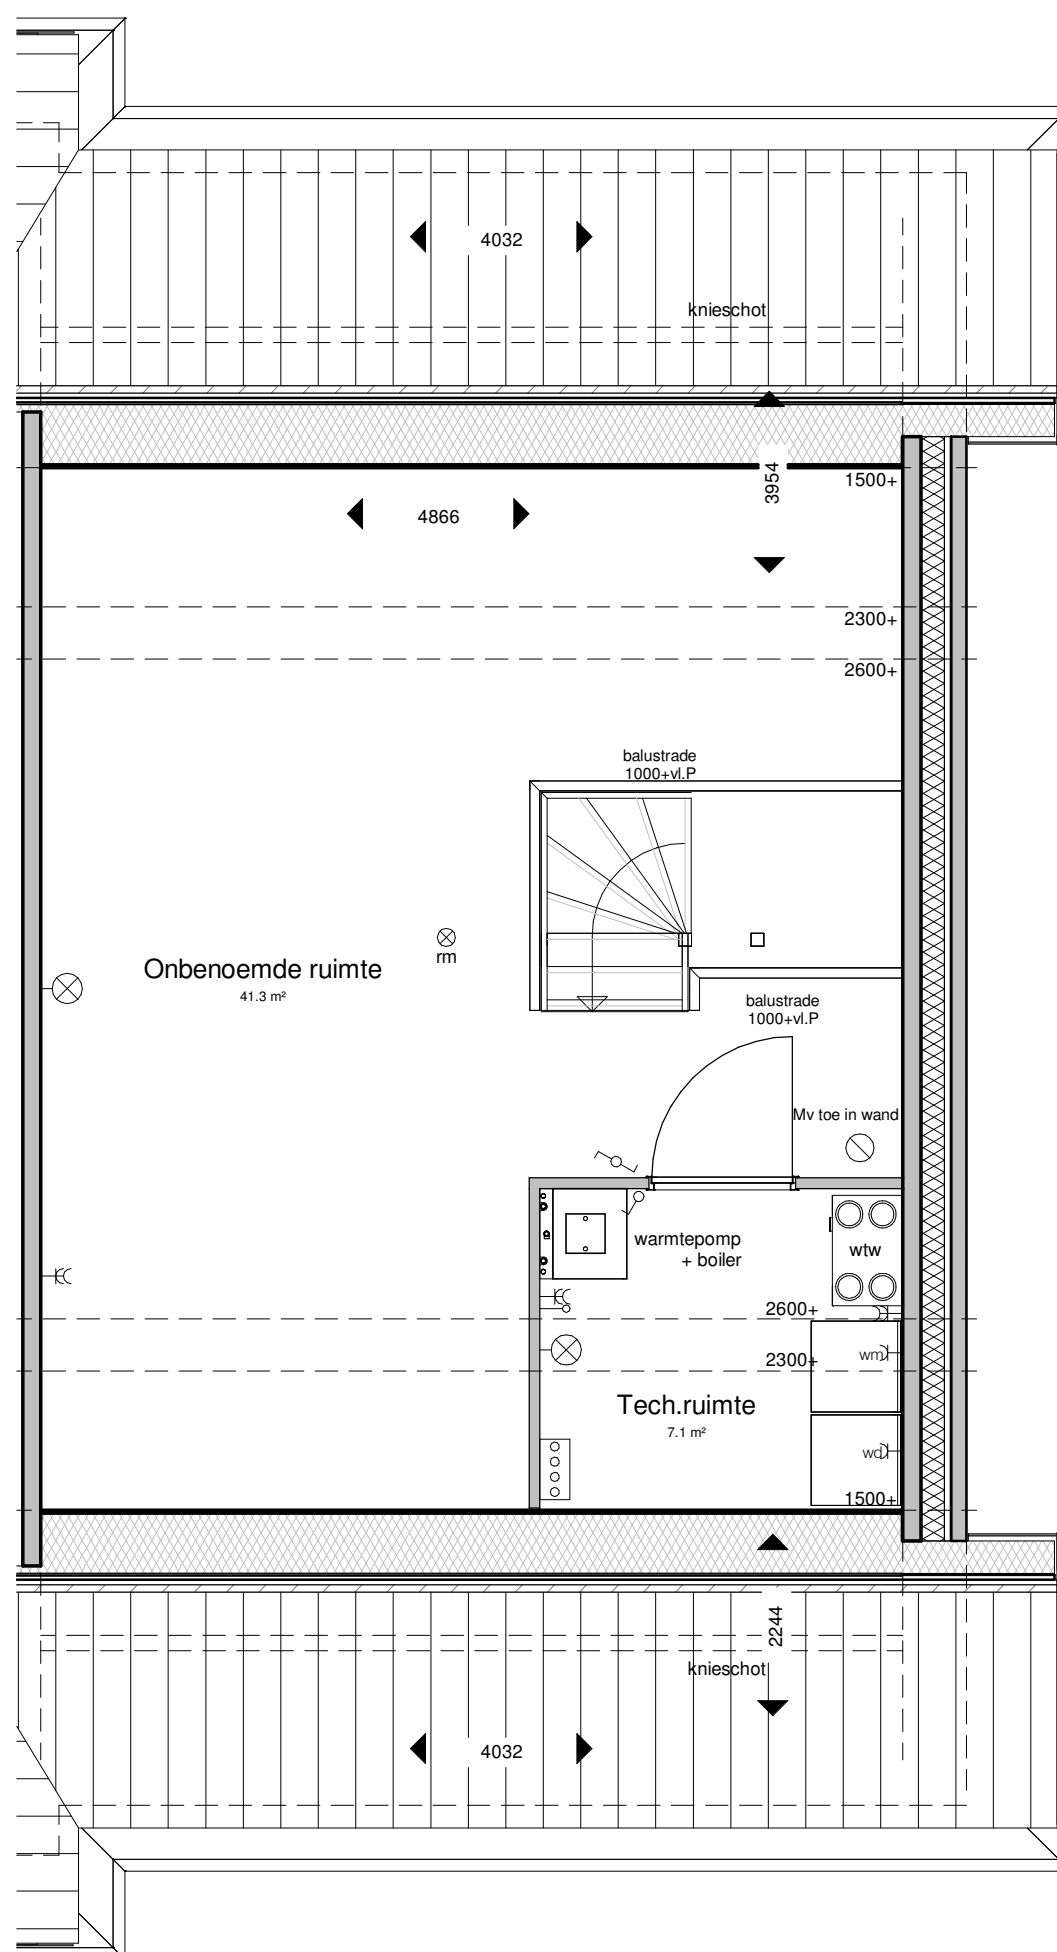 4032
knieschot
3954
1500+
4866
2300+
2600+
balustrade
1000+vl.P
rm
Onbenoemde ruimte
41.3 m²
balustrade
1000+vl.P
Mv toe in wand
warmtepomp
+ boiler
wtw
2600+
wm
2300+
Tech.ruimte
7.1 m²
wd
1500+
2244
knieschot
4032